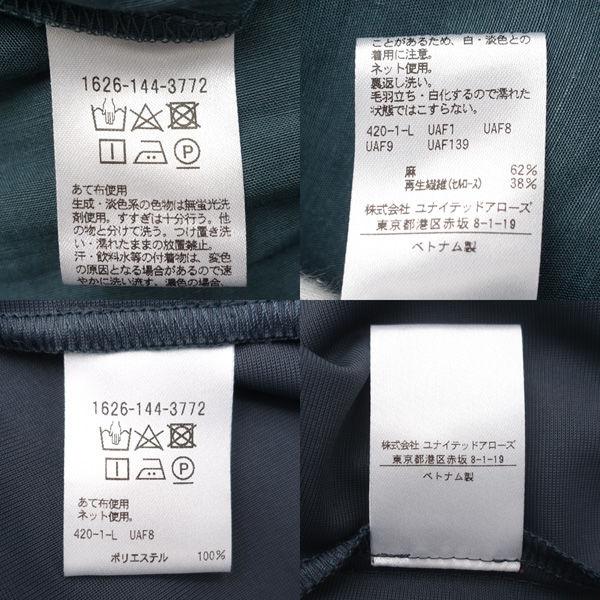 1626-144-3772
あて布使用
生成・淡色系の色物は無蛍光洗
剤使用。すすぎは十分行う。他
の物と分けて洗う。つけ置き洗
い・濡れたままの放置禁止。
汗・飲料水等の付着物は、変色
の原因となる場合があるので速
やかに洗い流す。濃色の場合、
ことがあるため、白・淡色との
着用に注意。
ネット使用。
裏返し洗い。
毛羽立ち・白化するので濡れた
状態ではこすらない。
420-1-L UAF1 UAF8
UAF9 UAF139
麻 62%
再生繊維(セルロース) 38%
株式会社 ユナイテッドアローズ
東京都港区赤坂 8-1-19
ベトナム製
1626-144-3772
あて布使用
ネット使用。
420-1-L UAF8
ポリエステル 100%
株式会社 ユナイテッドアローズ
東京都港区赤坂 8-1-19
ベトナム製